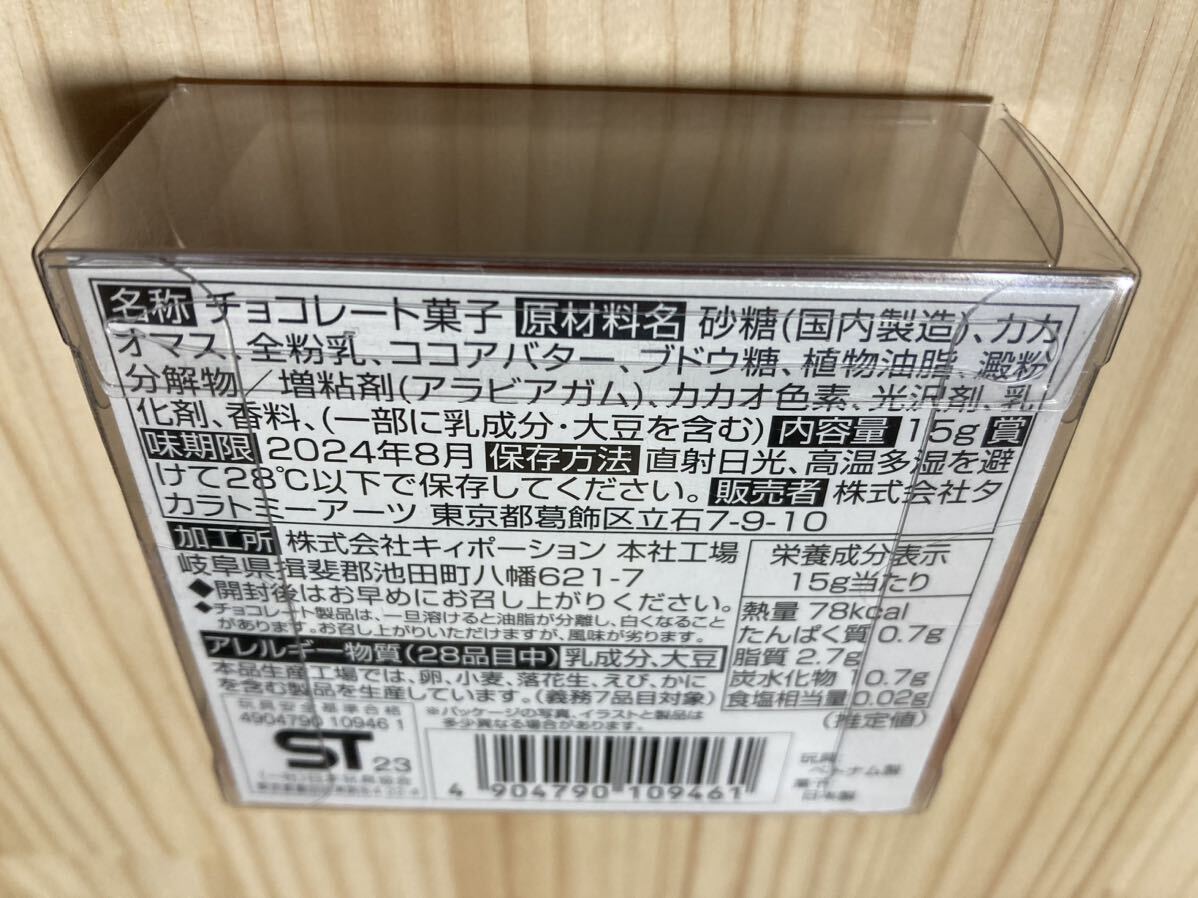 名称 チョコレート菓子 原材料名 砂糖(国内製造)、カカ
オマス、全粉乳、ココアバター、ブドウ糖、植物油脂、澱粉
分解物/増粘剤(アラビアガム)、カカオ色素、光沢剤、乳
化剤、香料、(一部に乳成分・大豆を含む) 内容量 15g 賞
味期限 2024年8月 保存方法 直射日光、高温多湿を避
けて28℃以下で保存してください。 販売者 株式会社タ
カラトミーアーツ 東京都葛飾区立石7-9-10
加工所 株式会社キィポーション 本社工場
岐阜県揖斐郡池田町八幡621-7
◆開封後はお早めにお召し上がりください。
◆チョコレート製品は、一旦溶けると油脂が分離し、白くなること
があります。お召し上がりいただけますが、風味が劣ります。
アレルギー物質(28品目中) 乳成分、大豆
本品生産工場では、卵、小麦、落花生、えび、かに
を含む製品を生産しています。(義務7品目対象)
栄養成分表示
15g当たり
熱量 78kcal
たんぱく質 0.7g
脂質 2.7g
炭水化物 10.7g
食塩相当量 0.02g
(推定値)
玩具安全基準合格
4904790 10946 1
ST 23
(一社)日本玩具協会
※パッケージの写真、イラストと製品は
多少異なる場合があります。
4 904790 109461
玩具:
ベトナム製
菓子:
日本製